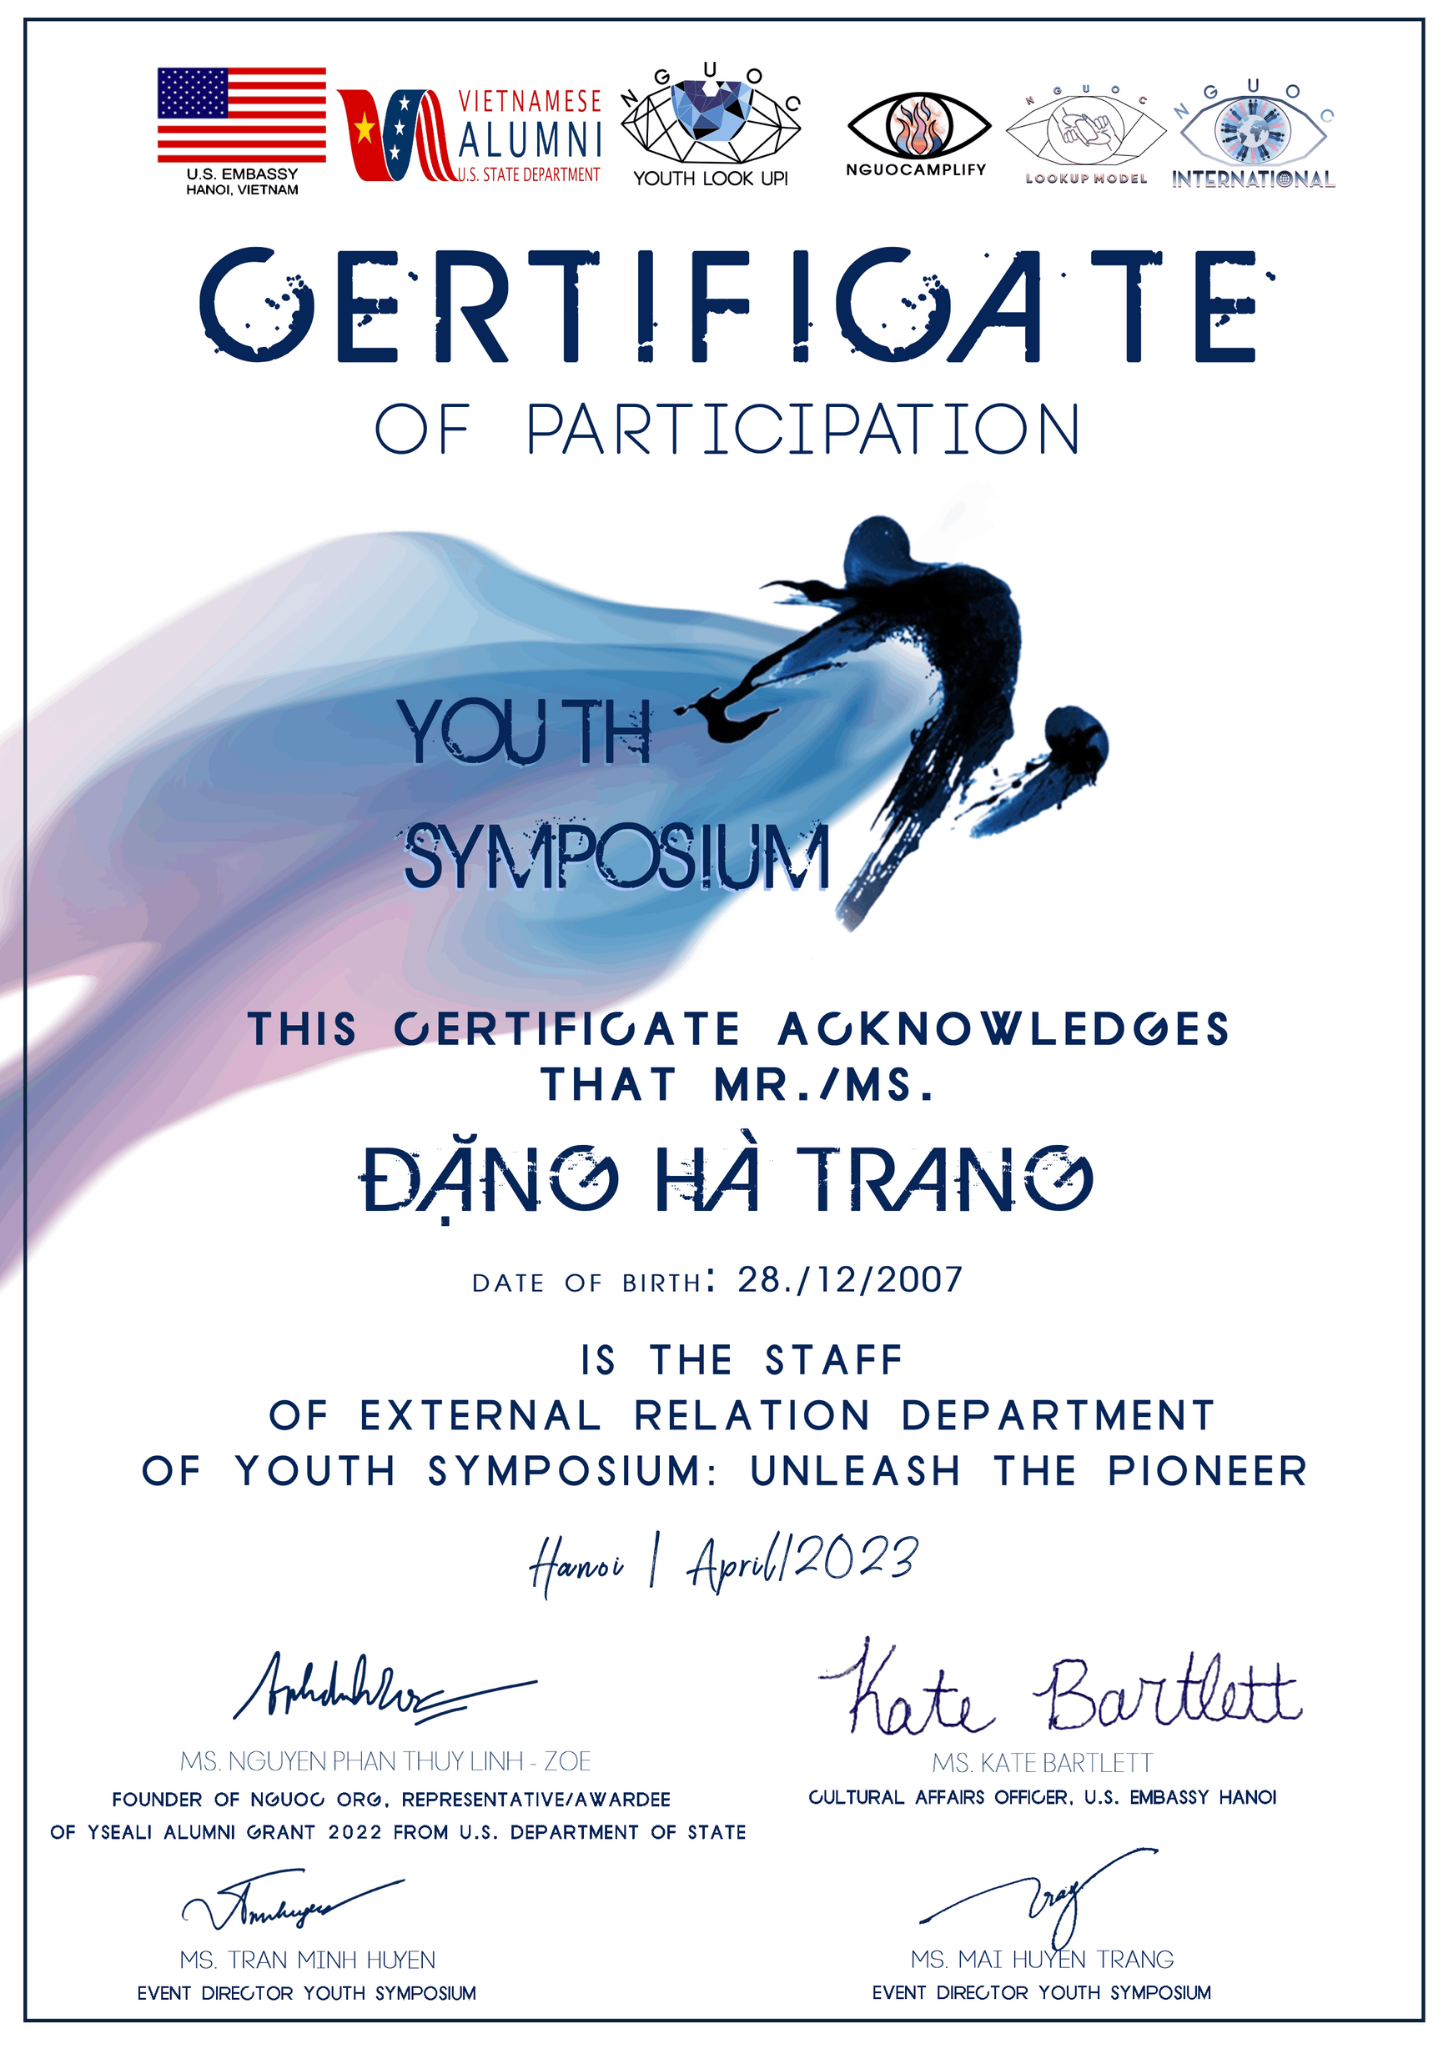 U.S. EMBASSY
HANOI, VIETNAM
VIETNAMESE
ALUMNI
U.S. STATE DEPARTMENT
NGUOC
YOUTH LOOK UP!
NGUOCAMPLIFY
NGUOC
LOOKUP MODEL
NGUOC
INTERNATIONAL
CERTIFICATE
OF PARTICIPATION
YOUTH
SYMPOSIUM
THIS CERTIFICATE ACKNOWLEDGES
THAT MR./MS.
ĐẶNG HÀ TRANG
DATE OF BIRTH: 28./12/2007
IS THE STAFF
OF EXTERNAL RELATION DEPARTMENT
OF YOUTH SYMPOSIUM: UNLEASH THE PIONEER
Hanoi | April/2023
Kate Bartlett
MS. NGUYEN PHAN THUY LINH - ZOE
MS. KATE BARTLETT
FOUNDER OF NGUOC ORG, REPRESENTATIVE/AWARDEE
OF YSEALI ALUMNI GRANT 2022 FROM U.S. DEPARTMENT OF STATE
CULTURAL AFFAIRS OFFICER, U.S. EMBASSY HANOI
MS. TRAN MINH HUYEN
EVENT DIRECTOR YOUTH SYMPOSIUM
MS. MAI HUYEN TRANG
EVENT DIRECTOR YOUTH SYMPOSIUM